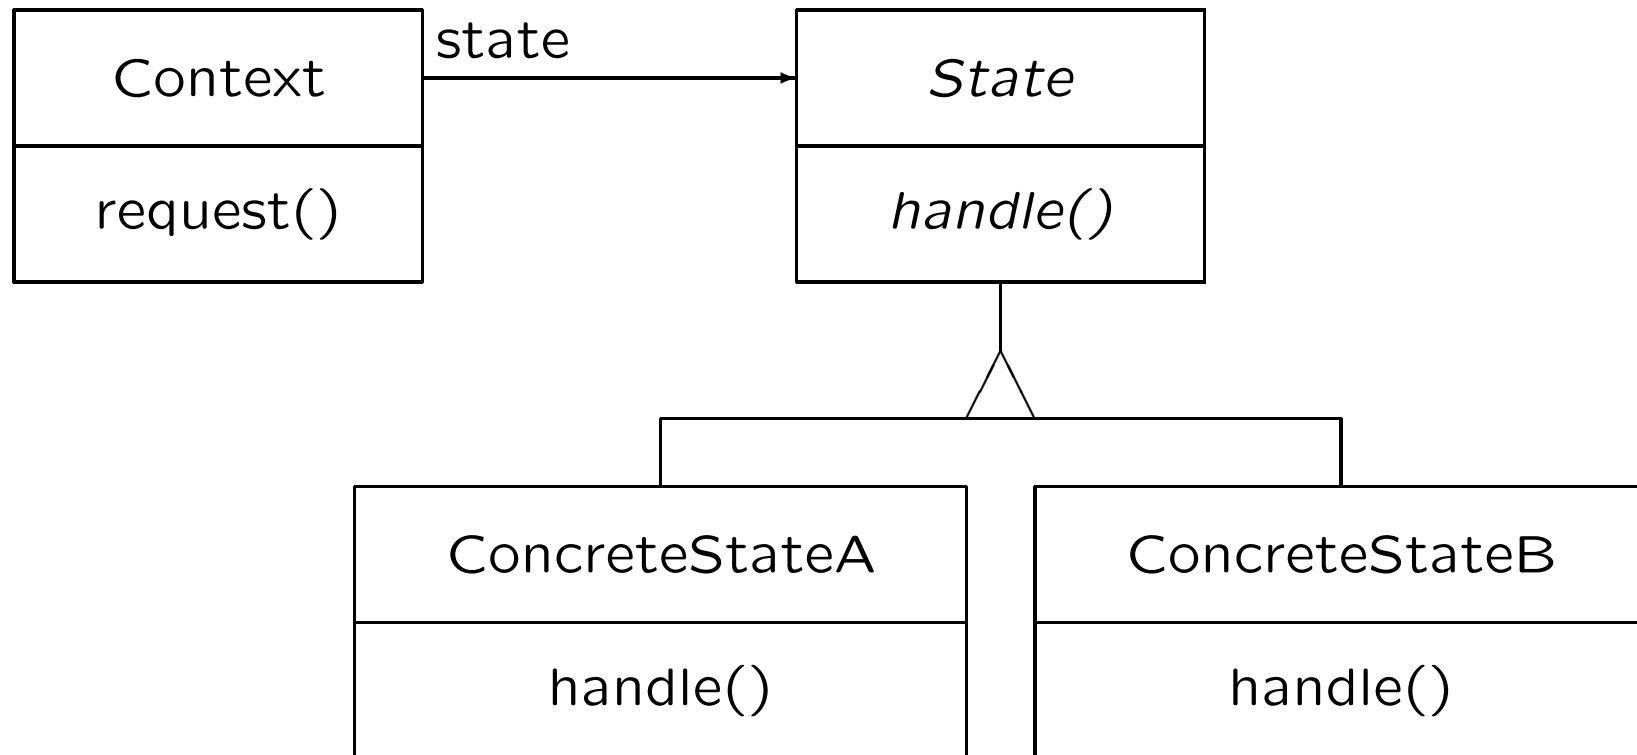 state
Context
State
request()
handle()
ConcreteStateA
ConcreteStateB
handle()
handle()